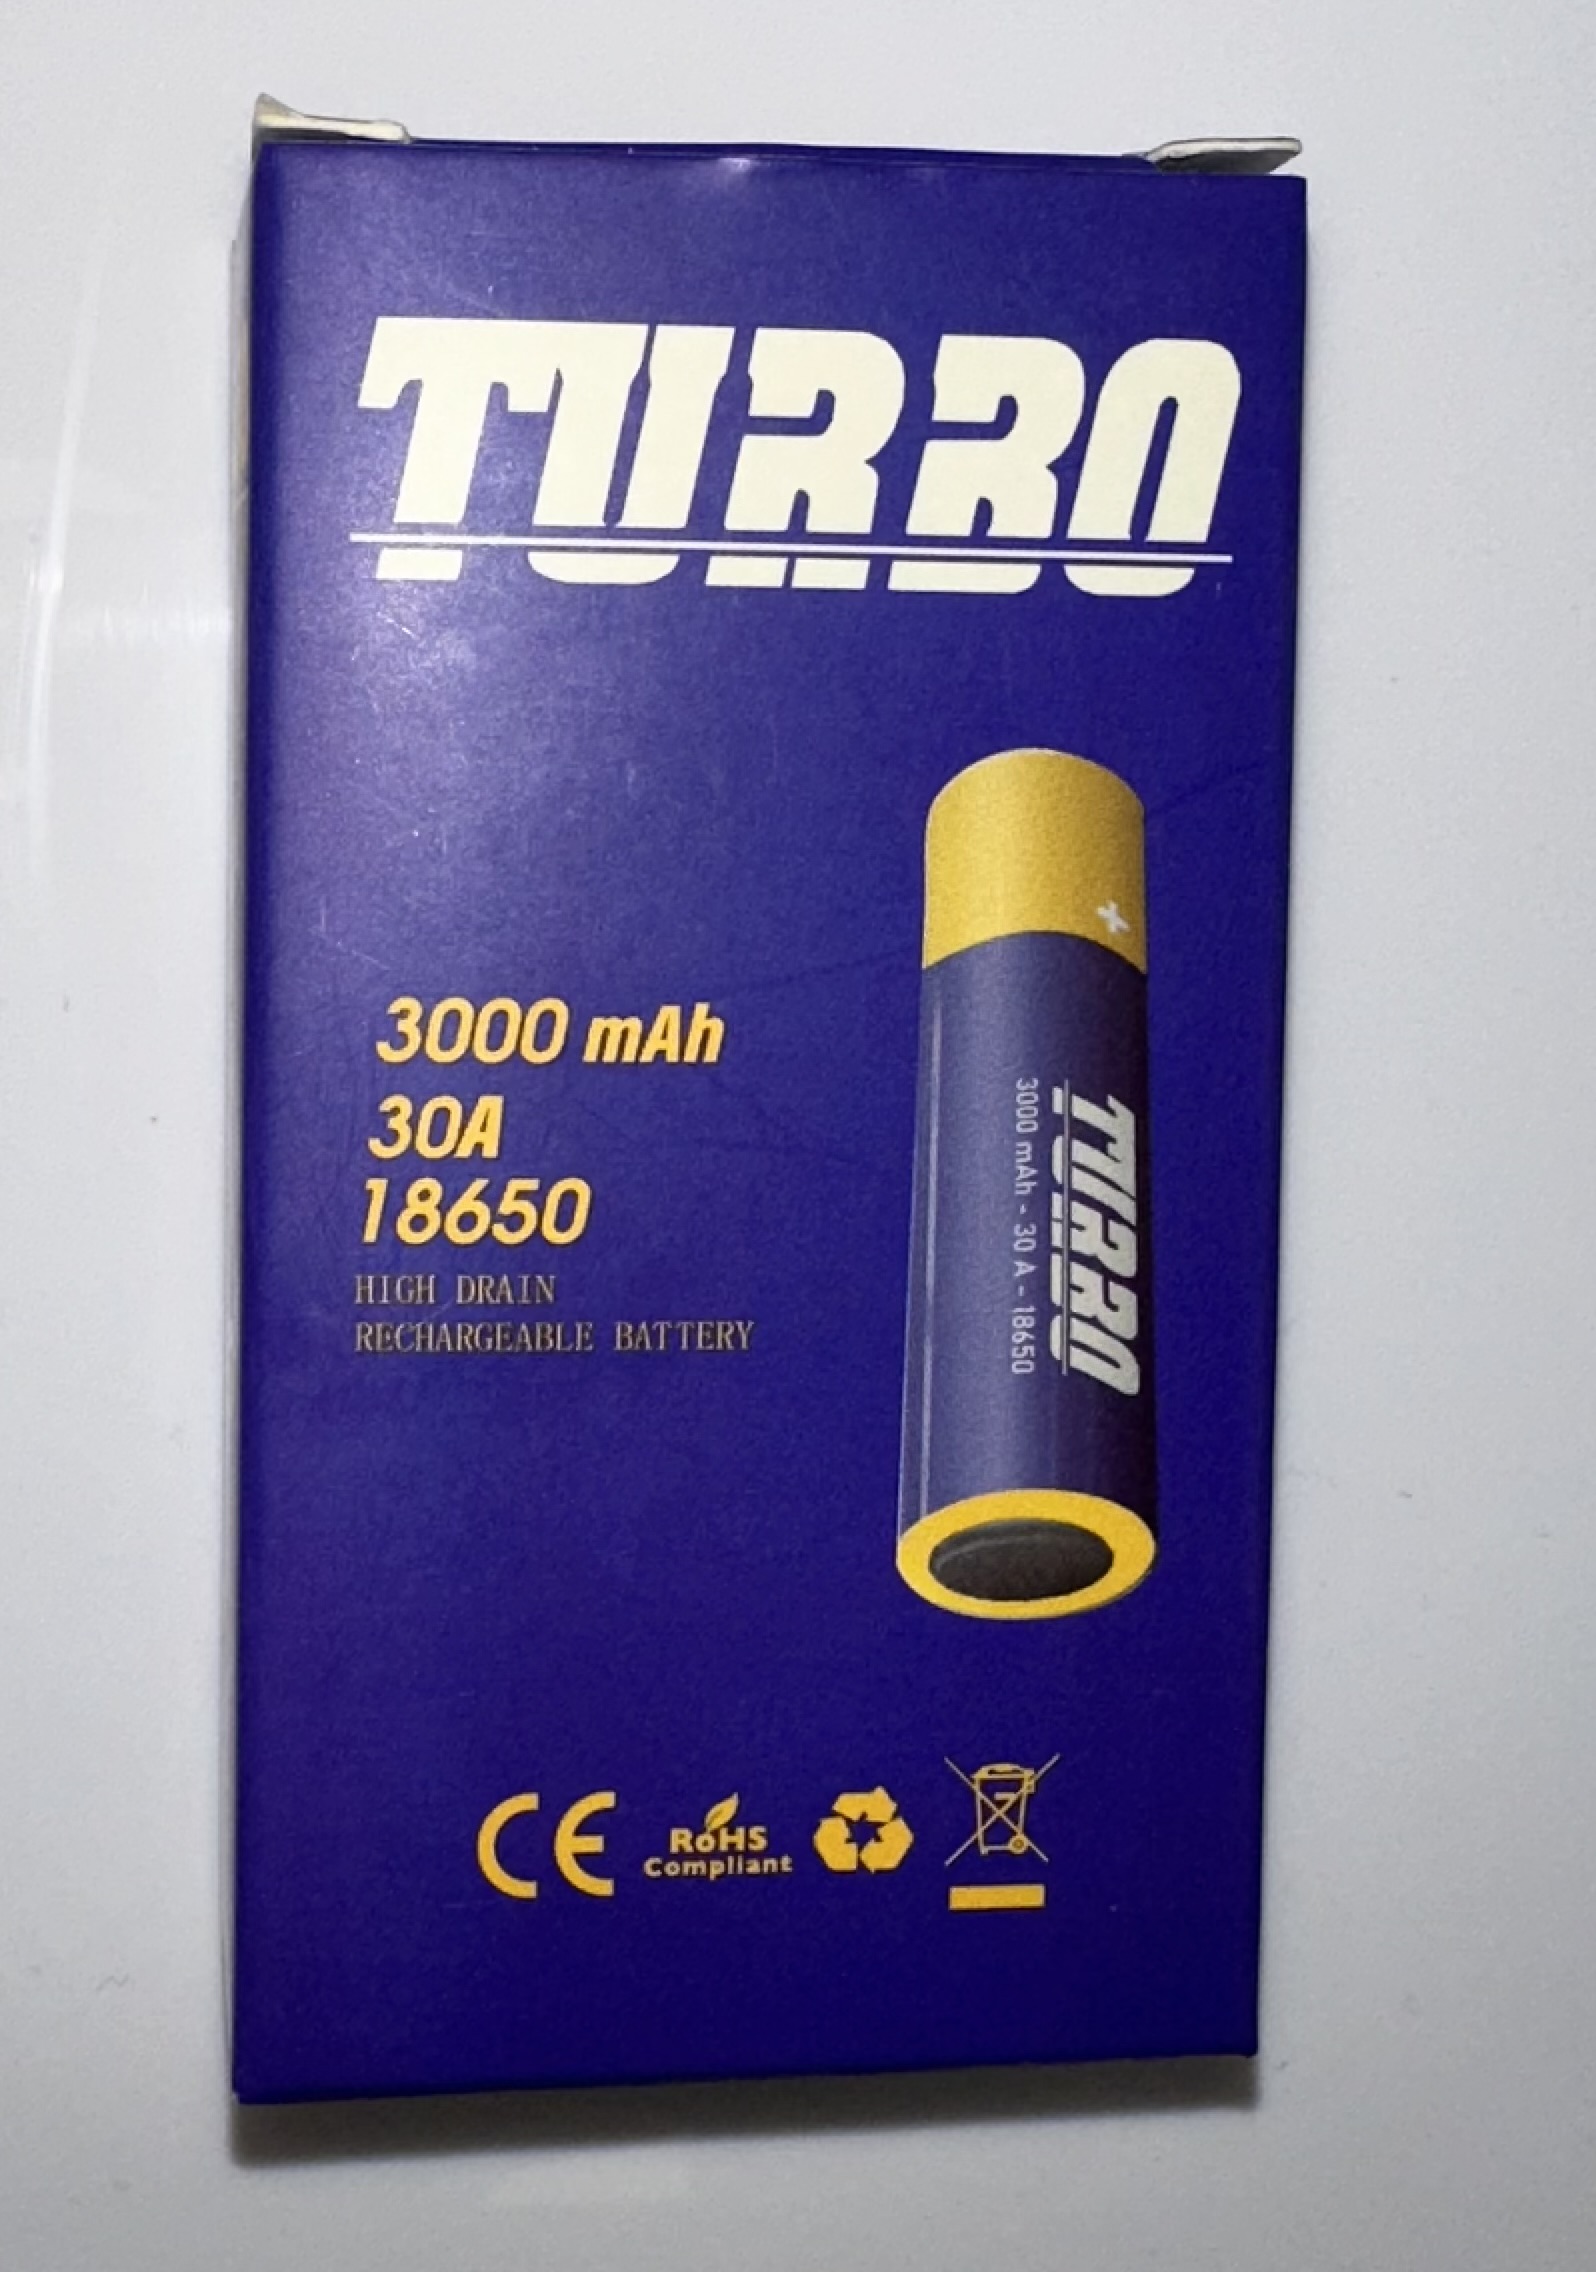 TURBO
3000 mAh
30A
18650
HIGH DRAIN
RECHARGEABLE BATTERY
+
TURBO
3000 mAh - 30 A - 18650
CE
RoHS
Compliant